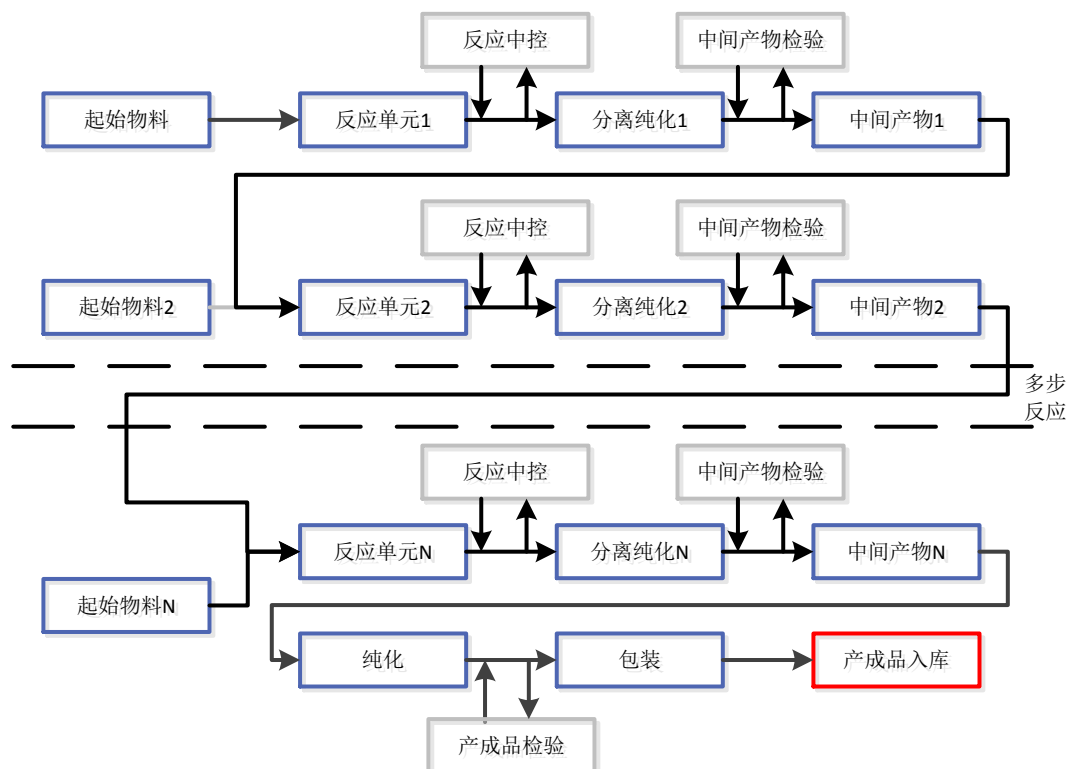 反应中控
中间产物检验
起始物料
反应单元1
分离纯化1
中间产物1
反应中控
中间产物检验
起始物料2
反应单元2
分离纯化2
中间产物2
多步
反应
反应中控
中间产物检验
反应单元N
分离纯化N
中间产物N
起始物料N
纯化
包装
产成品入库
产成品检验